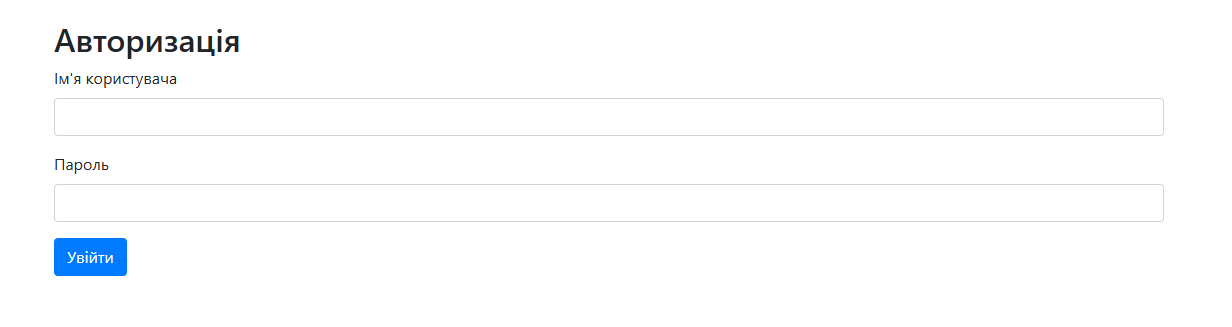 Авторизація
Ім'я користувача
Пароль
Увійти